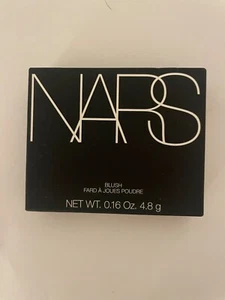 NARS
BLUSH
FARD À JOUES POUDRE
NET WT. 0.16 Oz. 4.8 g